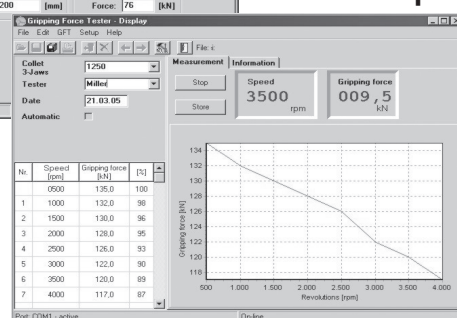 200 [mm] Force: 76 [kN]
Gripping Force Tester - Display
File Edit GFT Setup Help
File:
Collet
3-Jaws
1250
Tester
Miller
Date
21.03.05
Automatic
Measurement Information
Stop
Store
Speed
3500
rpm
Gripping force
009,5
kN
Nr. Speed [rpm] Gripping force [kN] [%]
0500 135,0 100
1 1000 132,0 98
2 1500 130,0 96
3 2000 128,0 95
4 2500 126,0 93
5 3000 122,0 90
6 3500 120,0 89
7 4000 117,0 87
Gripping force [kN]
134
132
130
128
126
124
122
120
118
500 1.000 1.500 2.000 2.500 3.000 3.500 4.000
Revolutions [rpm]
Port: COM1 - active
On-line